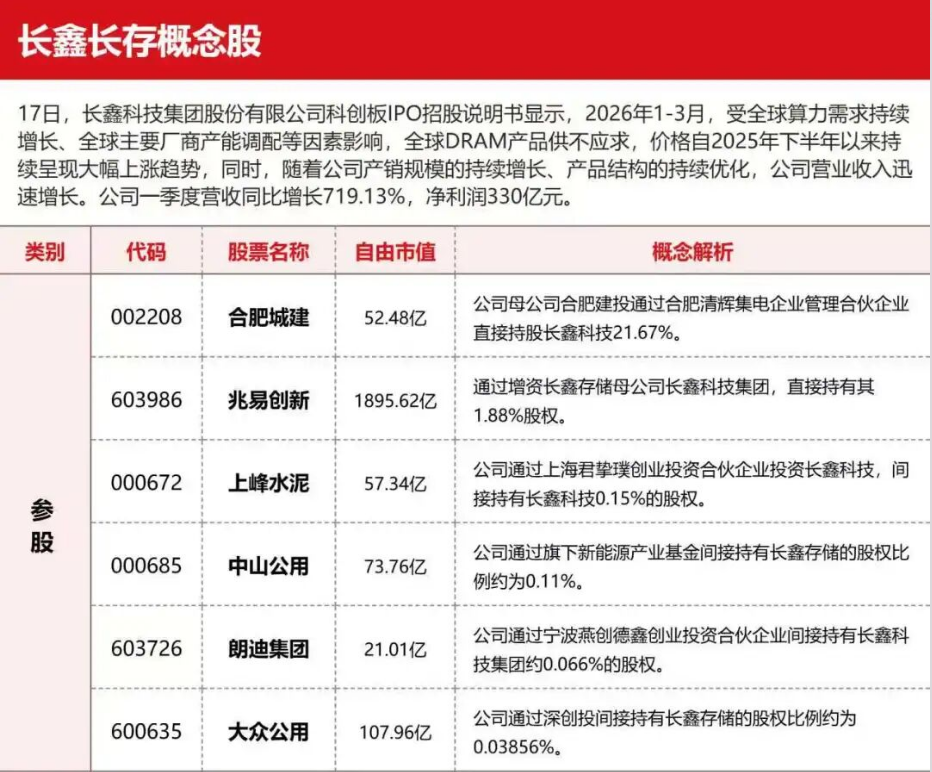 长鑫长存概念股
17日，长鑫科技集团股份有限公司科创板IPO招股说明书显示，2026年1-3月，受全球算力需求持续
增长、全球主要厂商产能调配等因素影响，全球DRAM产品供不应求，价格自2025年下半年以来持
续呈现大幅上涨趋势，同时，随着公司产销规模的持续增长、产品结构的持续优化，公司营业收入迅
速增长。公司一季度营收同比增长719.13%，净利润330亿元。
类别 代码 股票名称 自由市值 概念解析
参股
002208 合肥城建 52.48亿 公司母公司合肥建投通过合肥清辉集电企业管理合伙企业
直接持股长鑫科技21.67%。
603986 兆易创新 1895.62亿 通过增资长鑫存储母公司长鑫科技集团，直接持有其
1.88%股权。
000672 上峰水泥 57.34亿 公司通过上海君挚璞创业投资合伙企业投资长鑫科技，间
接持有长鑫科技0.15%的股权。
000685 中山公用 73.76亿 公司通过旗下新能源产业基金间接持有长鑫存储的股权比
例约为0.11%。
603726 朗迪集团 21.01亿 公司通过宁波燕创德鑫创业投资合伙企业间接持有长鑫科
技集团约0.066%的股权。
600635 大众公用 107.96亿 公司通过深创投间接持有长鑫存储的股权比例约为
0.03856%。